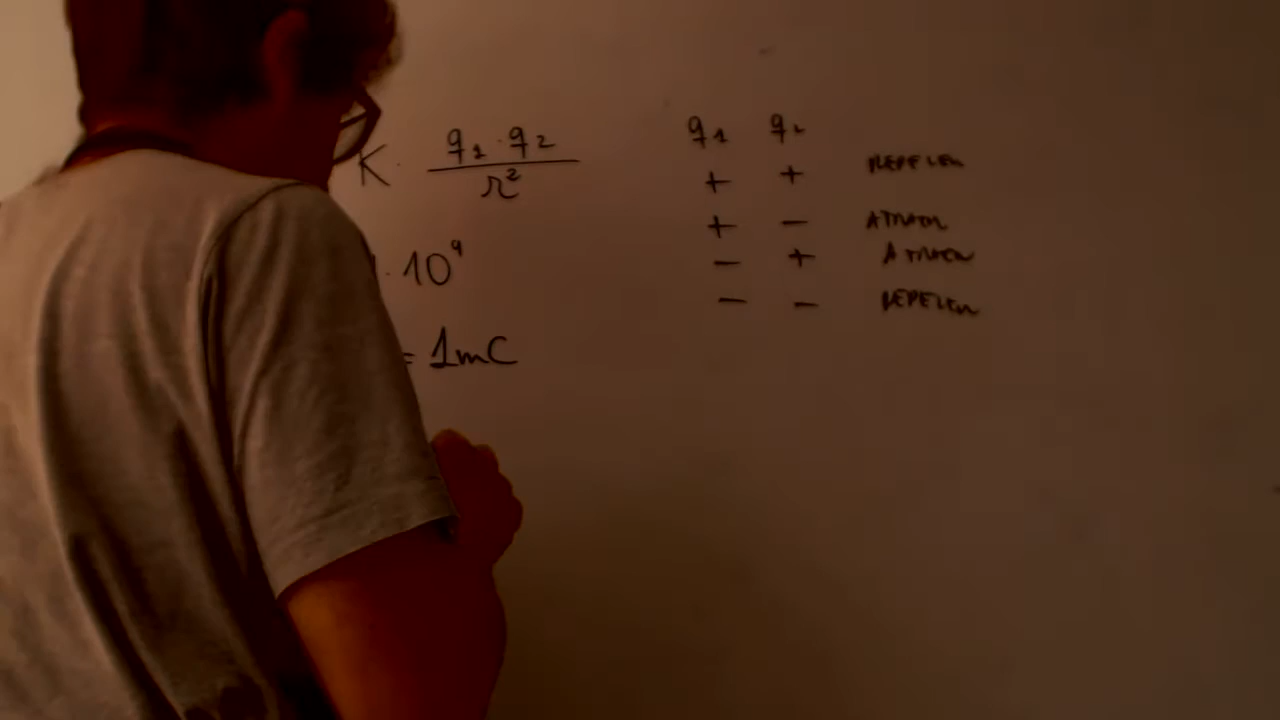 K · q₁ · q₂ / r²
· 10⁹
= 1mC
q₁ q₂
+ + REPELEN
+ - ATRAEN
- + ATRAEN
- - REPELEN